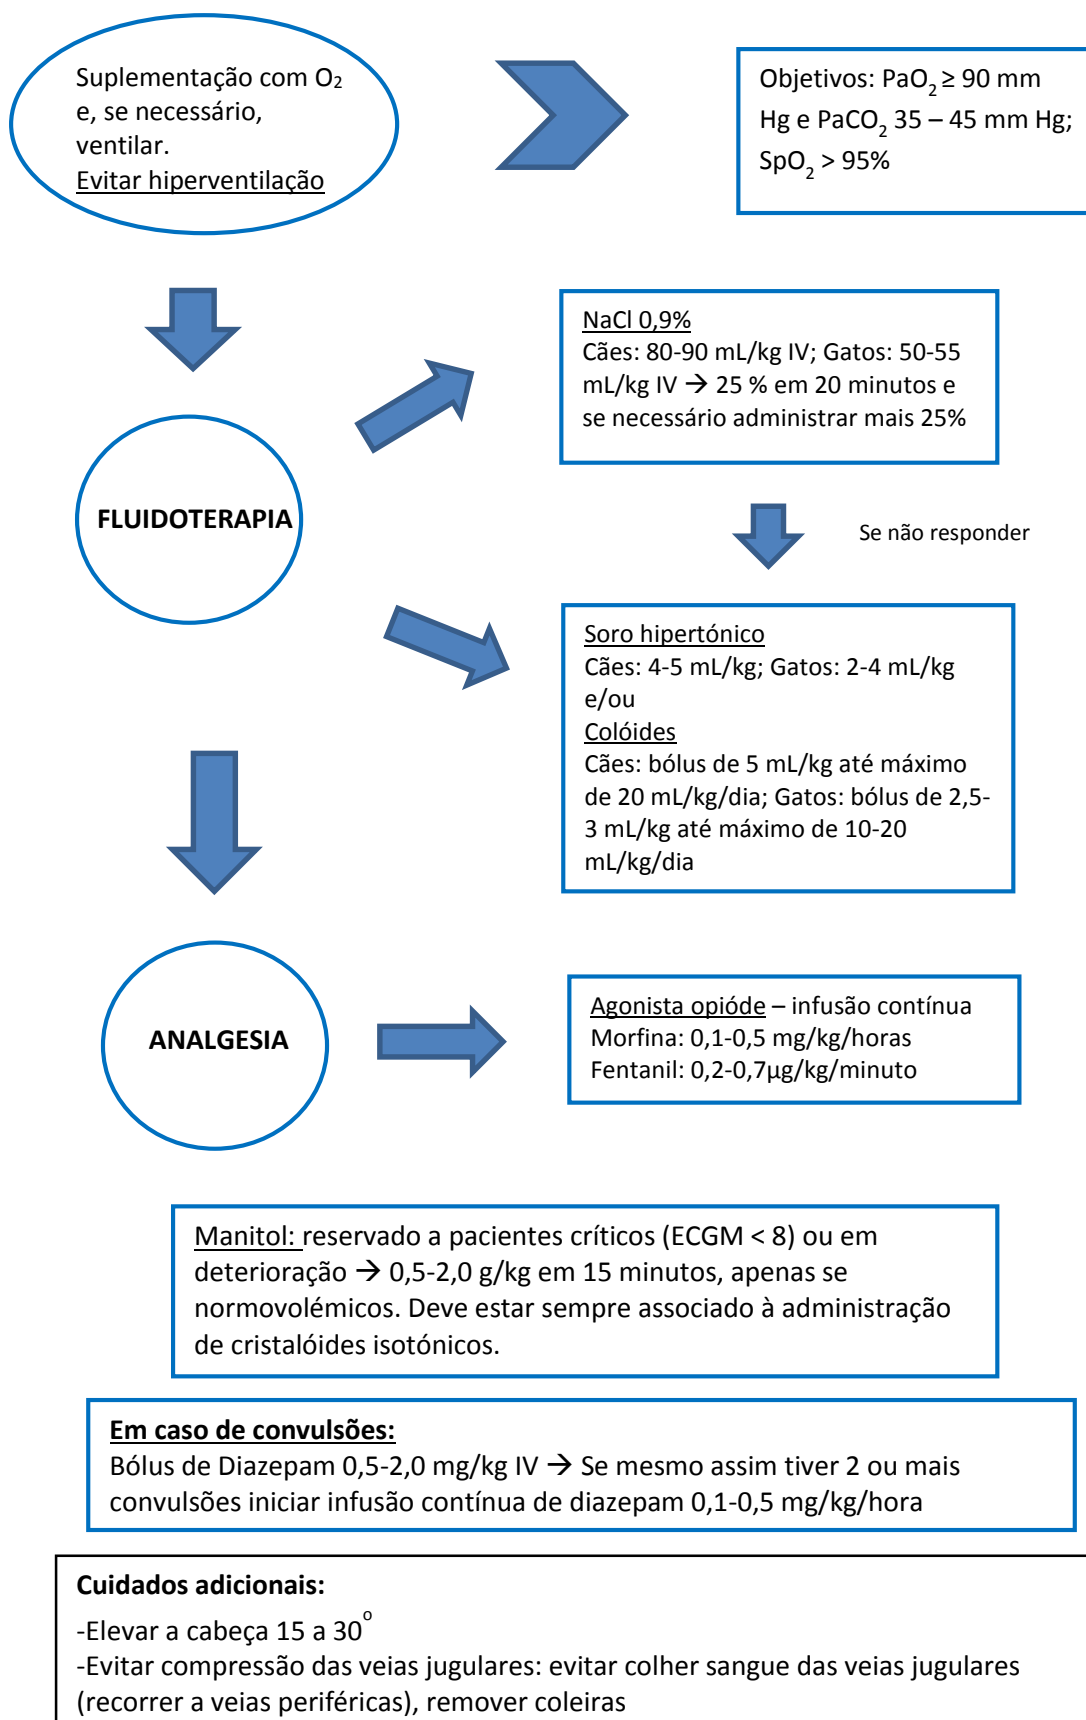 Suplementação com O₂
e, se necessário,
ventilar.
Evitar hiperventilação
Objetivos: PaO₂ ≥ 90 mm
Hg e PaCO₂ 35 – 45 mm Hg;
SpO₂ > 95%
NaCl 0,9%
Cães: 80-90 mL/kg IV; Gatos: 50-55
mL/kg IV → 25 % em 20 minutos e
se necessário administrar mais 25%
FLUIDOTERAPIA
Se não responder
Soro hipertónico
Cães: 4-5 mL/kg; Gatos: 2-4 mL/kg
e/ou
Colóides
Cães: bólus de 5 mL/kg até máximo
de 20 mL/kg/dia; Gatos: bólus de 2,5-
3 mL/kg até máximo de 10-20
mL/kg/dia
ANALGESIA
Agonista opióde – infusão contínua
Morfina: 0,1-0,5 mg/kg/horas
Fentanil: 0,2-0,7µg/kg/minuto
Manitol: reservado a pacientes críticos (ECGM < 8) ou em
deterioração → 0,5-2,0 g/kg em 15 minutos, apenas se
normovolémicos. Deve estar sempre associado à administração
de cristalóides isotónicos.
Em caso de convulsões:
Bólus de Diazepam 0,5-2,0 mg/kg IV → Se mesmo assim tiver 2 ou mais
convulsões iniciar infusão contínua de diazepam 0,1-0,5 mg/kg/hora
Cuidados adicionais:
-Elevar a cabeça 15 a 30°
-Evitar compressão das veias jugulares: evitar colher sangue das veias jugulares
(recorrer a veias periféricas), remover coleiras